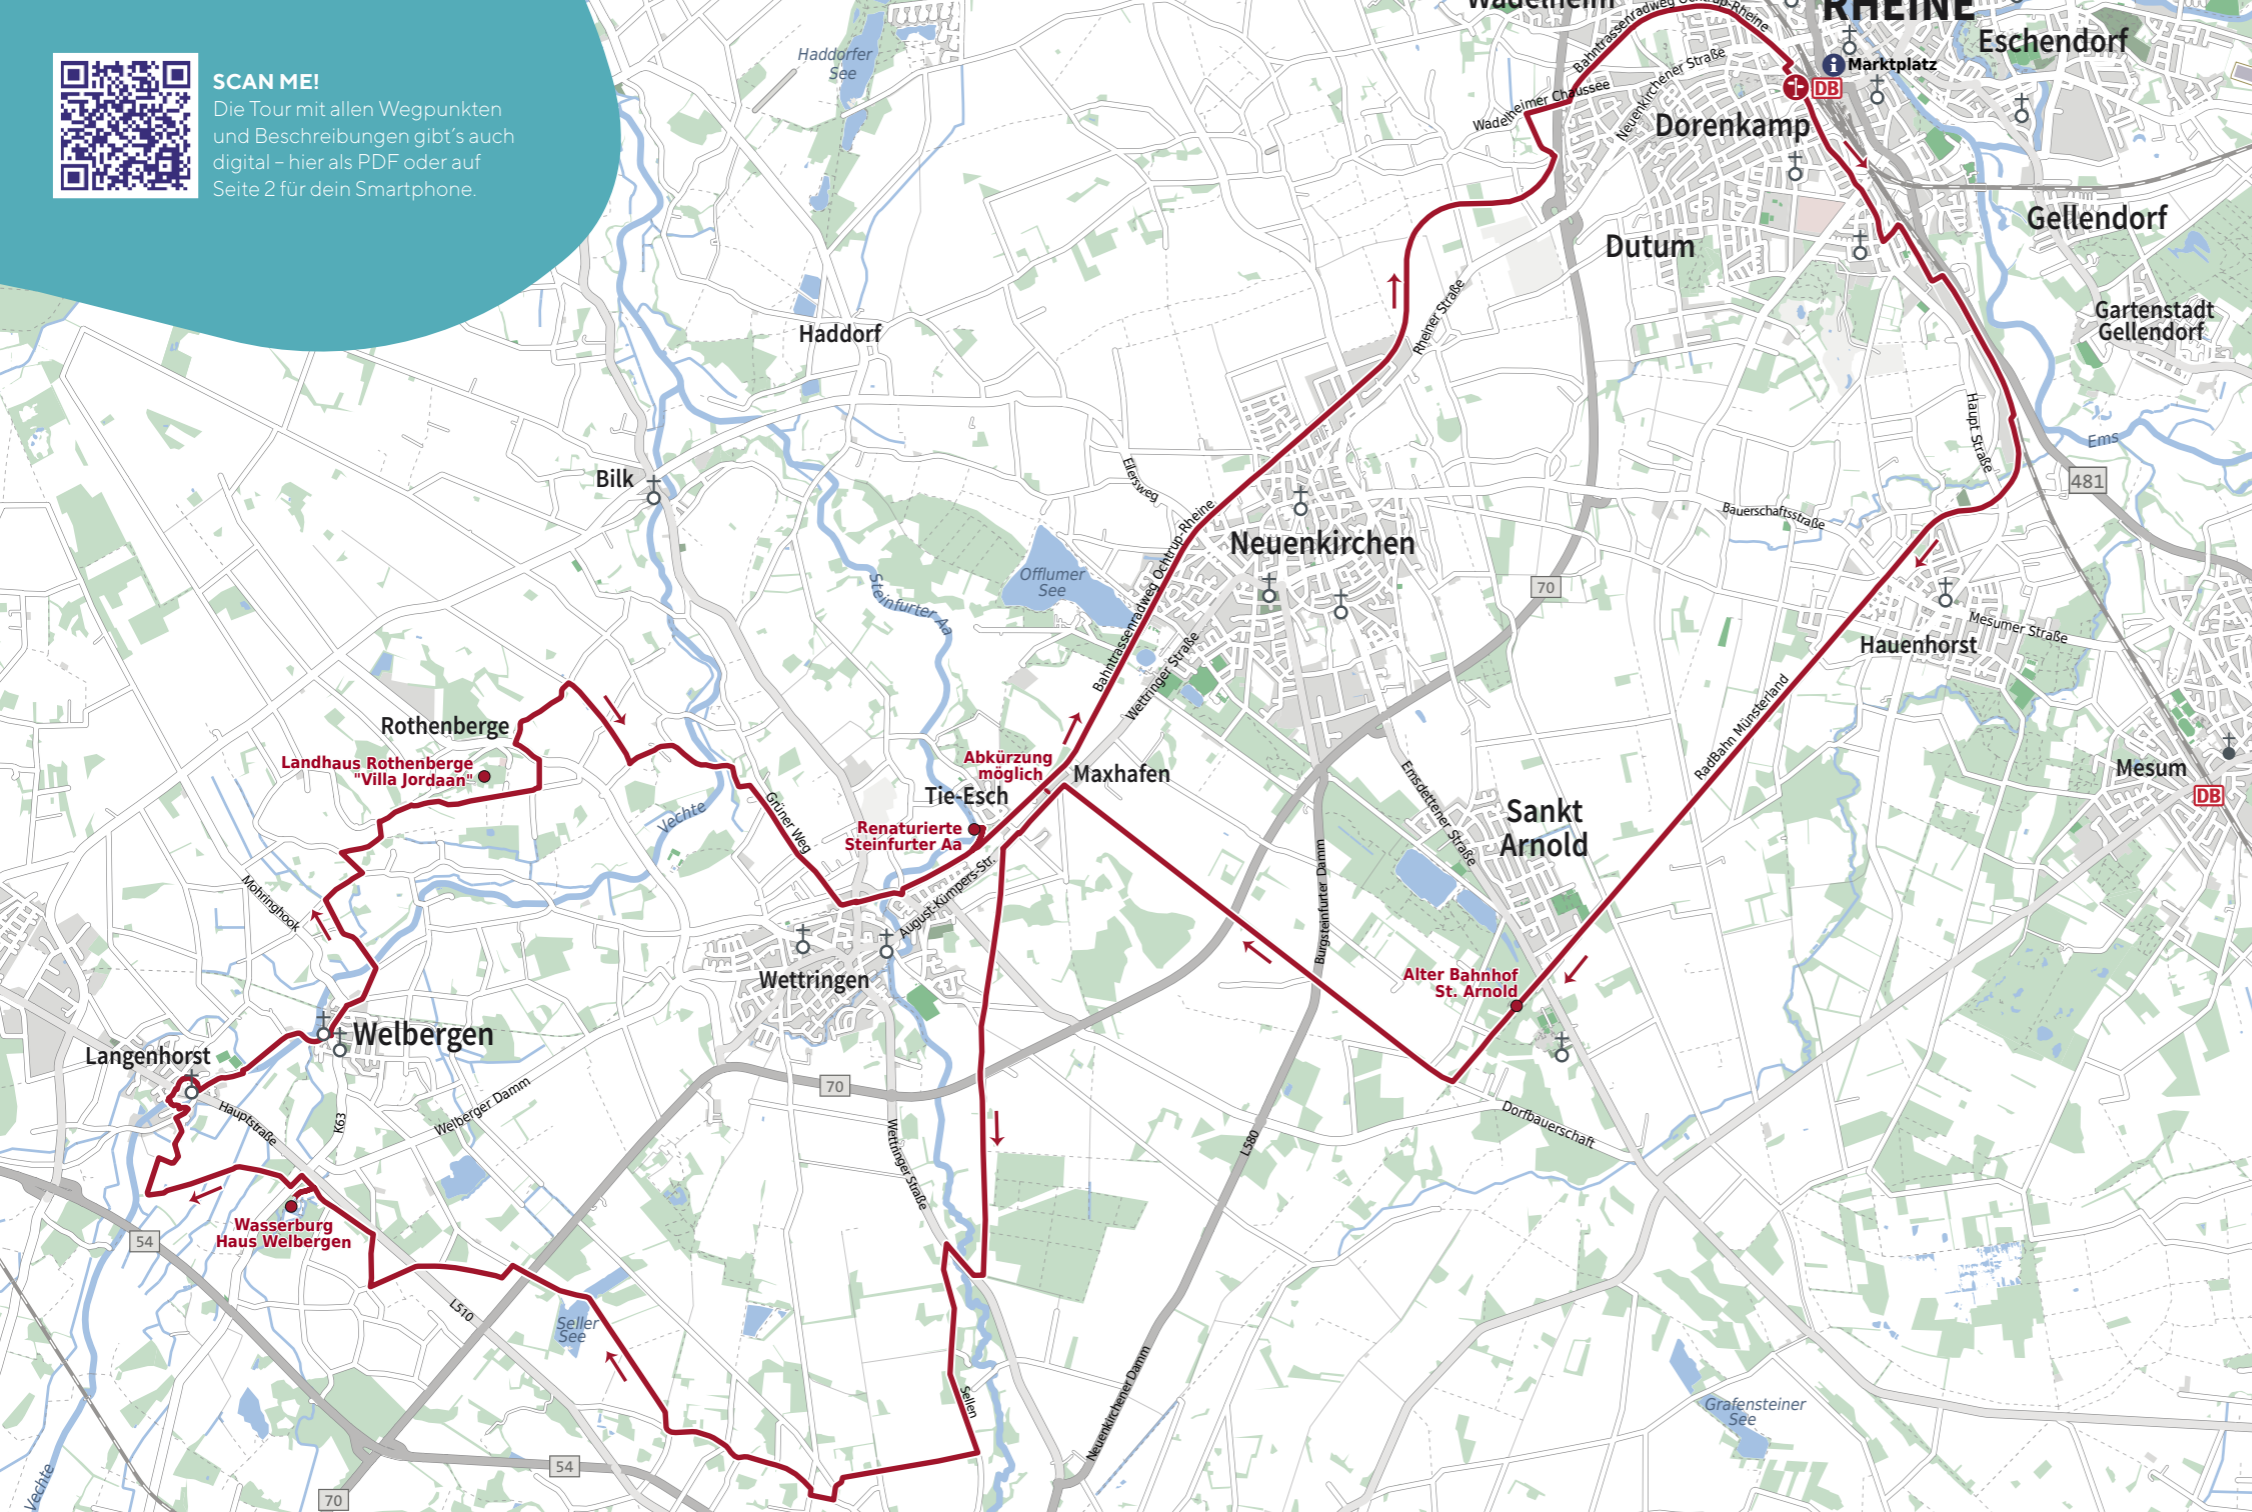 SCAN ME!
Die Tour mit allen Wegpunkten
und Beschreibungen gibt's auch
digital – hier als PDF oder auf
Seite 2 für dein Smartphone.
Haddorfer
See
Wadelheim
Bahntrassenradweg Ochtrup-Rheine
RHEINE
Eschendorf
Marktplatz
DB
Neuenkirchener Straße
Wadelheimer Chaussee
Dorenkamp
Gellendorf
Dutum
Gartenstadt
Gellendorf
Haddorf
Rheiner Straße
Haupt Straße
Ems
481
Bilk
Eilersweg
Bauerschaftsstraße
Neuenkirchen
Offlumer
See
Steinfurter Aa
Bahntrassenradweg Ochtrup-Rheine
70
Mesumer Straße
Hauenhorst
Wettringer Straße
RadBahn Münsterland
Rothenberge
Landhaus Rothenberge
"Villa Jordaan"
Abkürzung
möglich
Maxhafen
Tie-Esch
Mesum
DB
Emsdettener Straße
Sankt
Arnold
Grüner Weg
Vechte
Renaturierte
Steinfurter Aa
August-Kümpers-Str.
Burgsteinfurter Damm
Mohringhook
Wettringen
Alter Bahnhof
St. Arnold
Welbergen
Langenhorst
70
Hauptstraße
K63
Welberger Damm
Wettringer Straße
L580
Dorfbauerschaft
Wasserburg
Haus Welbergen
54
L510
Seller
See
Sellen
Neuenkirchener Damm
Grafensteiner
See
54
70
Vechte